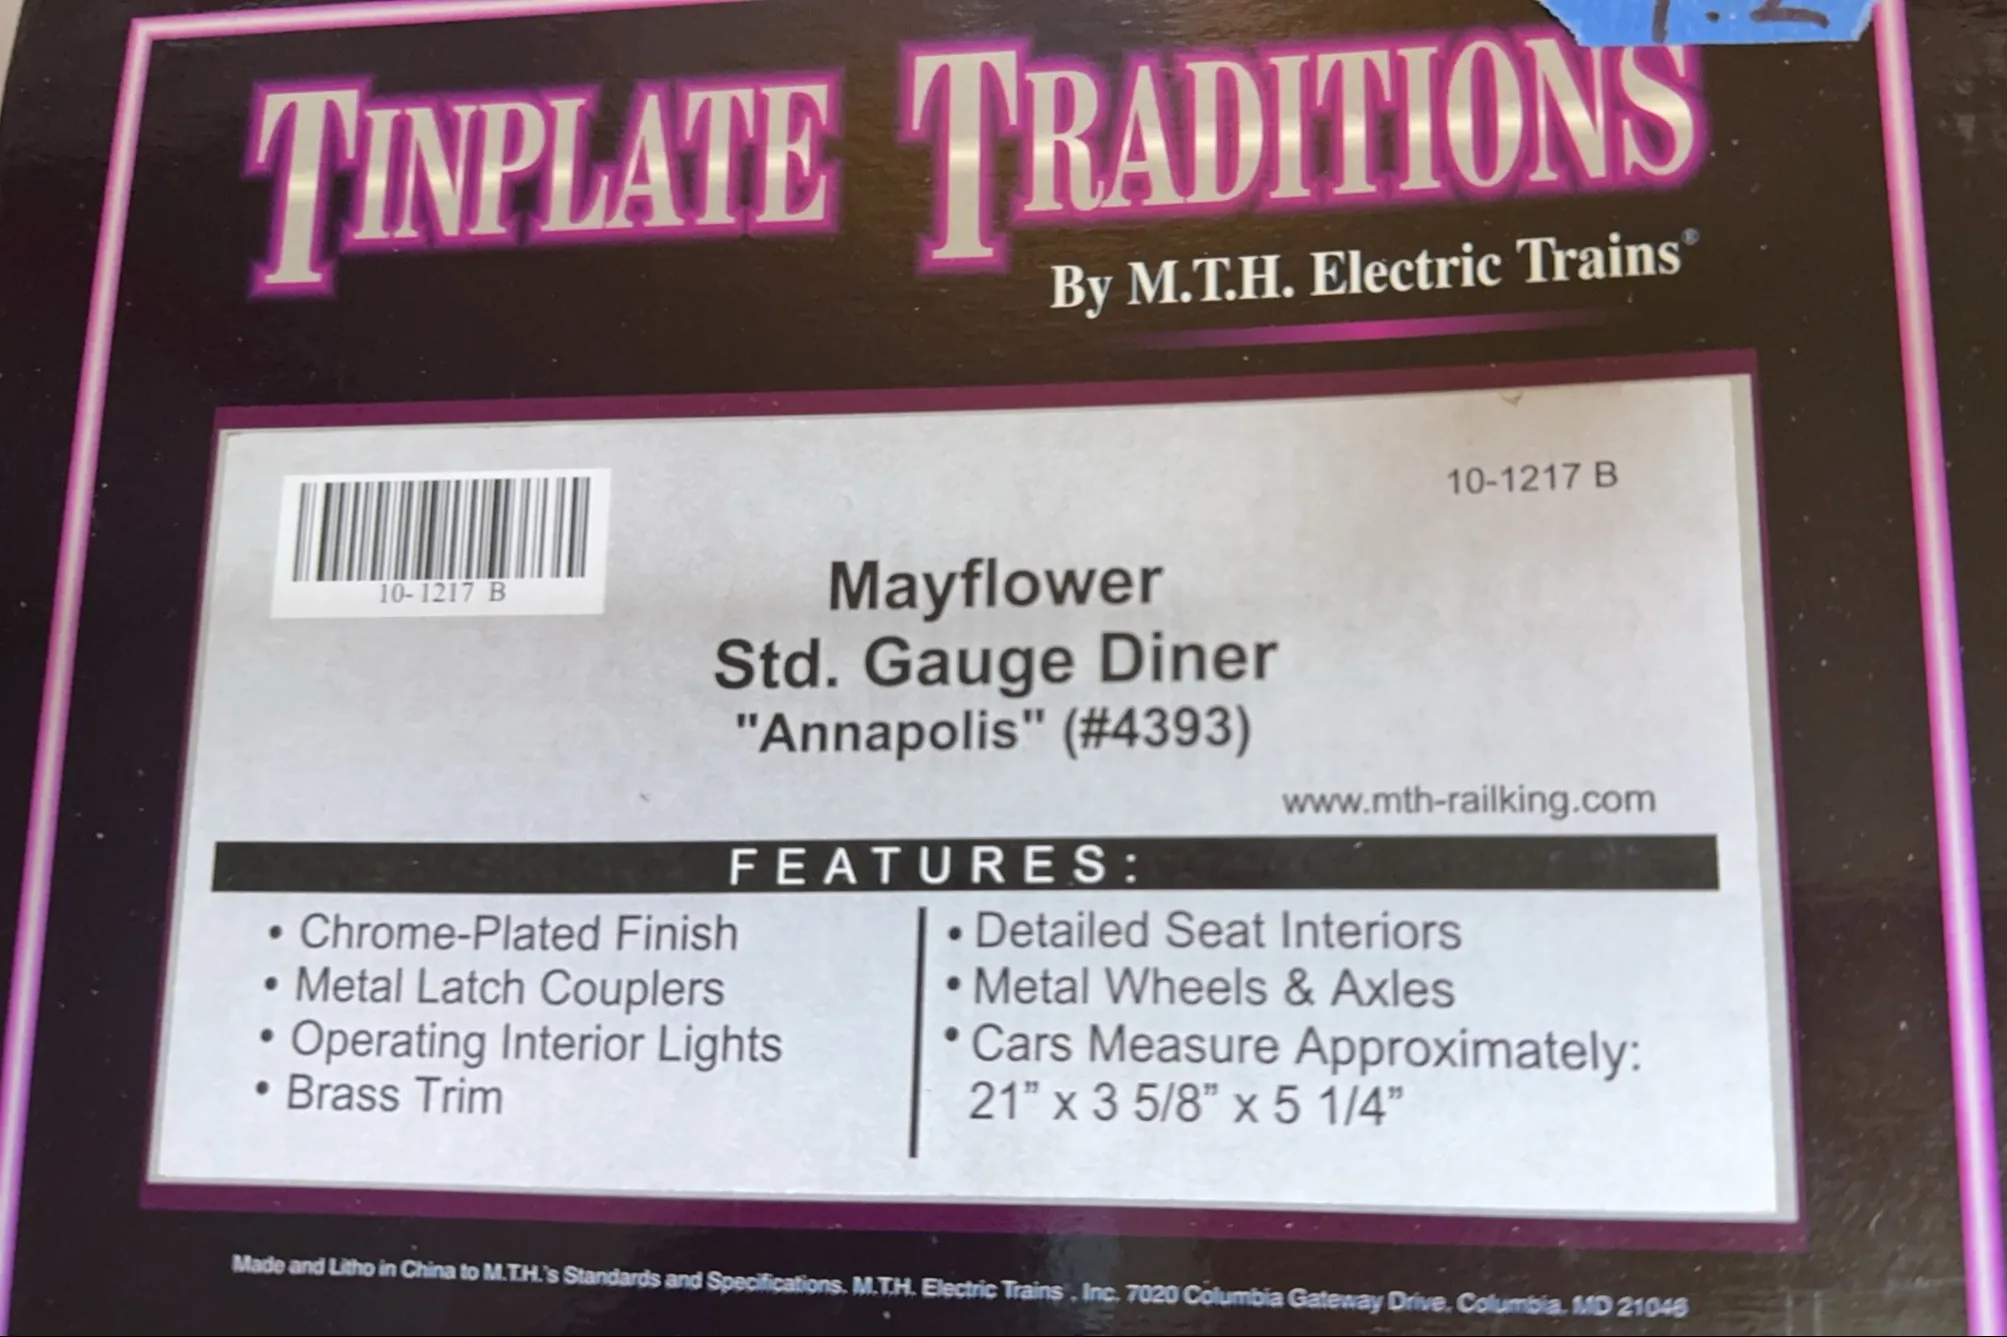 TINPLATE TRADITIONS
By M.T.H. Electric Trains®
10-1217 B
10-1217 B
Mayflower
Std. Gauge Diner
"Annapolis" (#4393)
www.mth-railking.com
FEATURES:
• Chrome-Plated Finish
• Metal Latch Couplers
• Operating Interior Lights
• Brass Trim
• Detailed Seat Interiors
• Metal Wheels & Axles
• Cars Measure Approximately:
21” x 3 5/8” x 5 1/4”
Made and Litho in China to M.T.H.'s Standards and Specifications. M.T.H. Electric Trains, Inc. 7020 Columbia Gateway Drive, Columbia, MD 21046